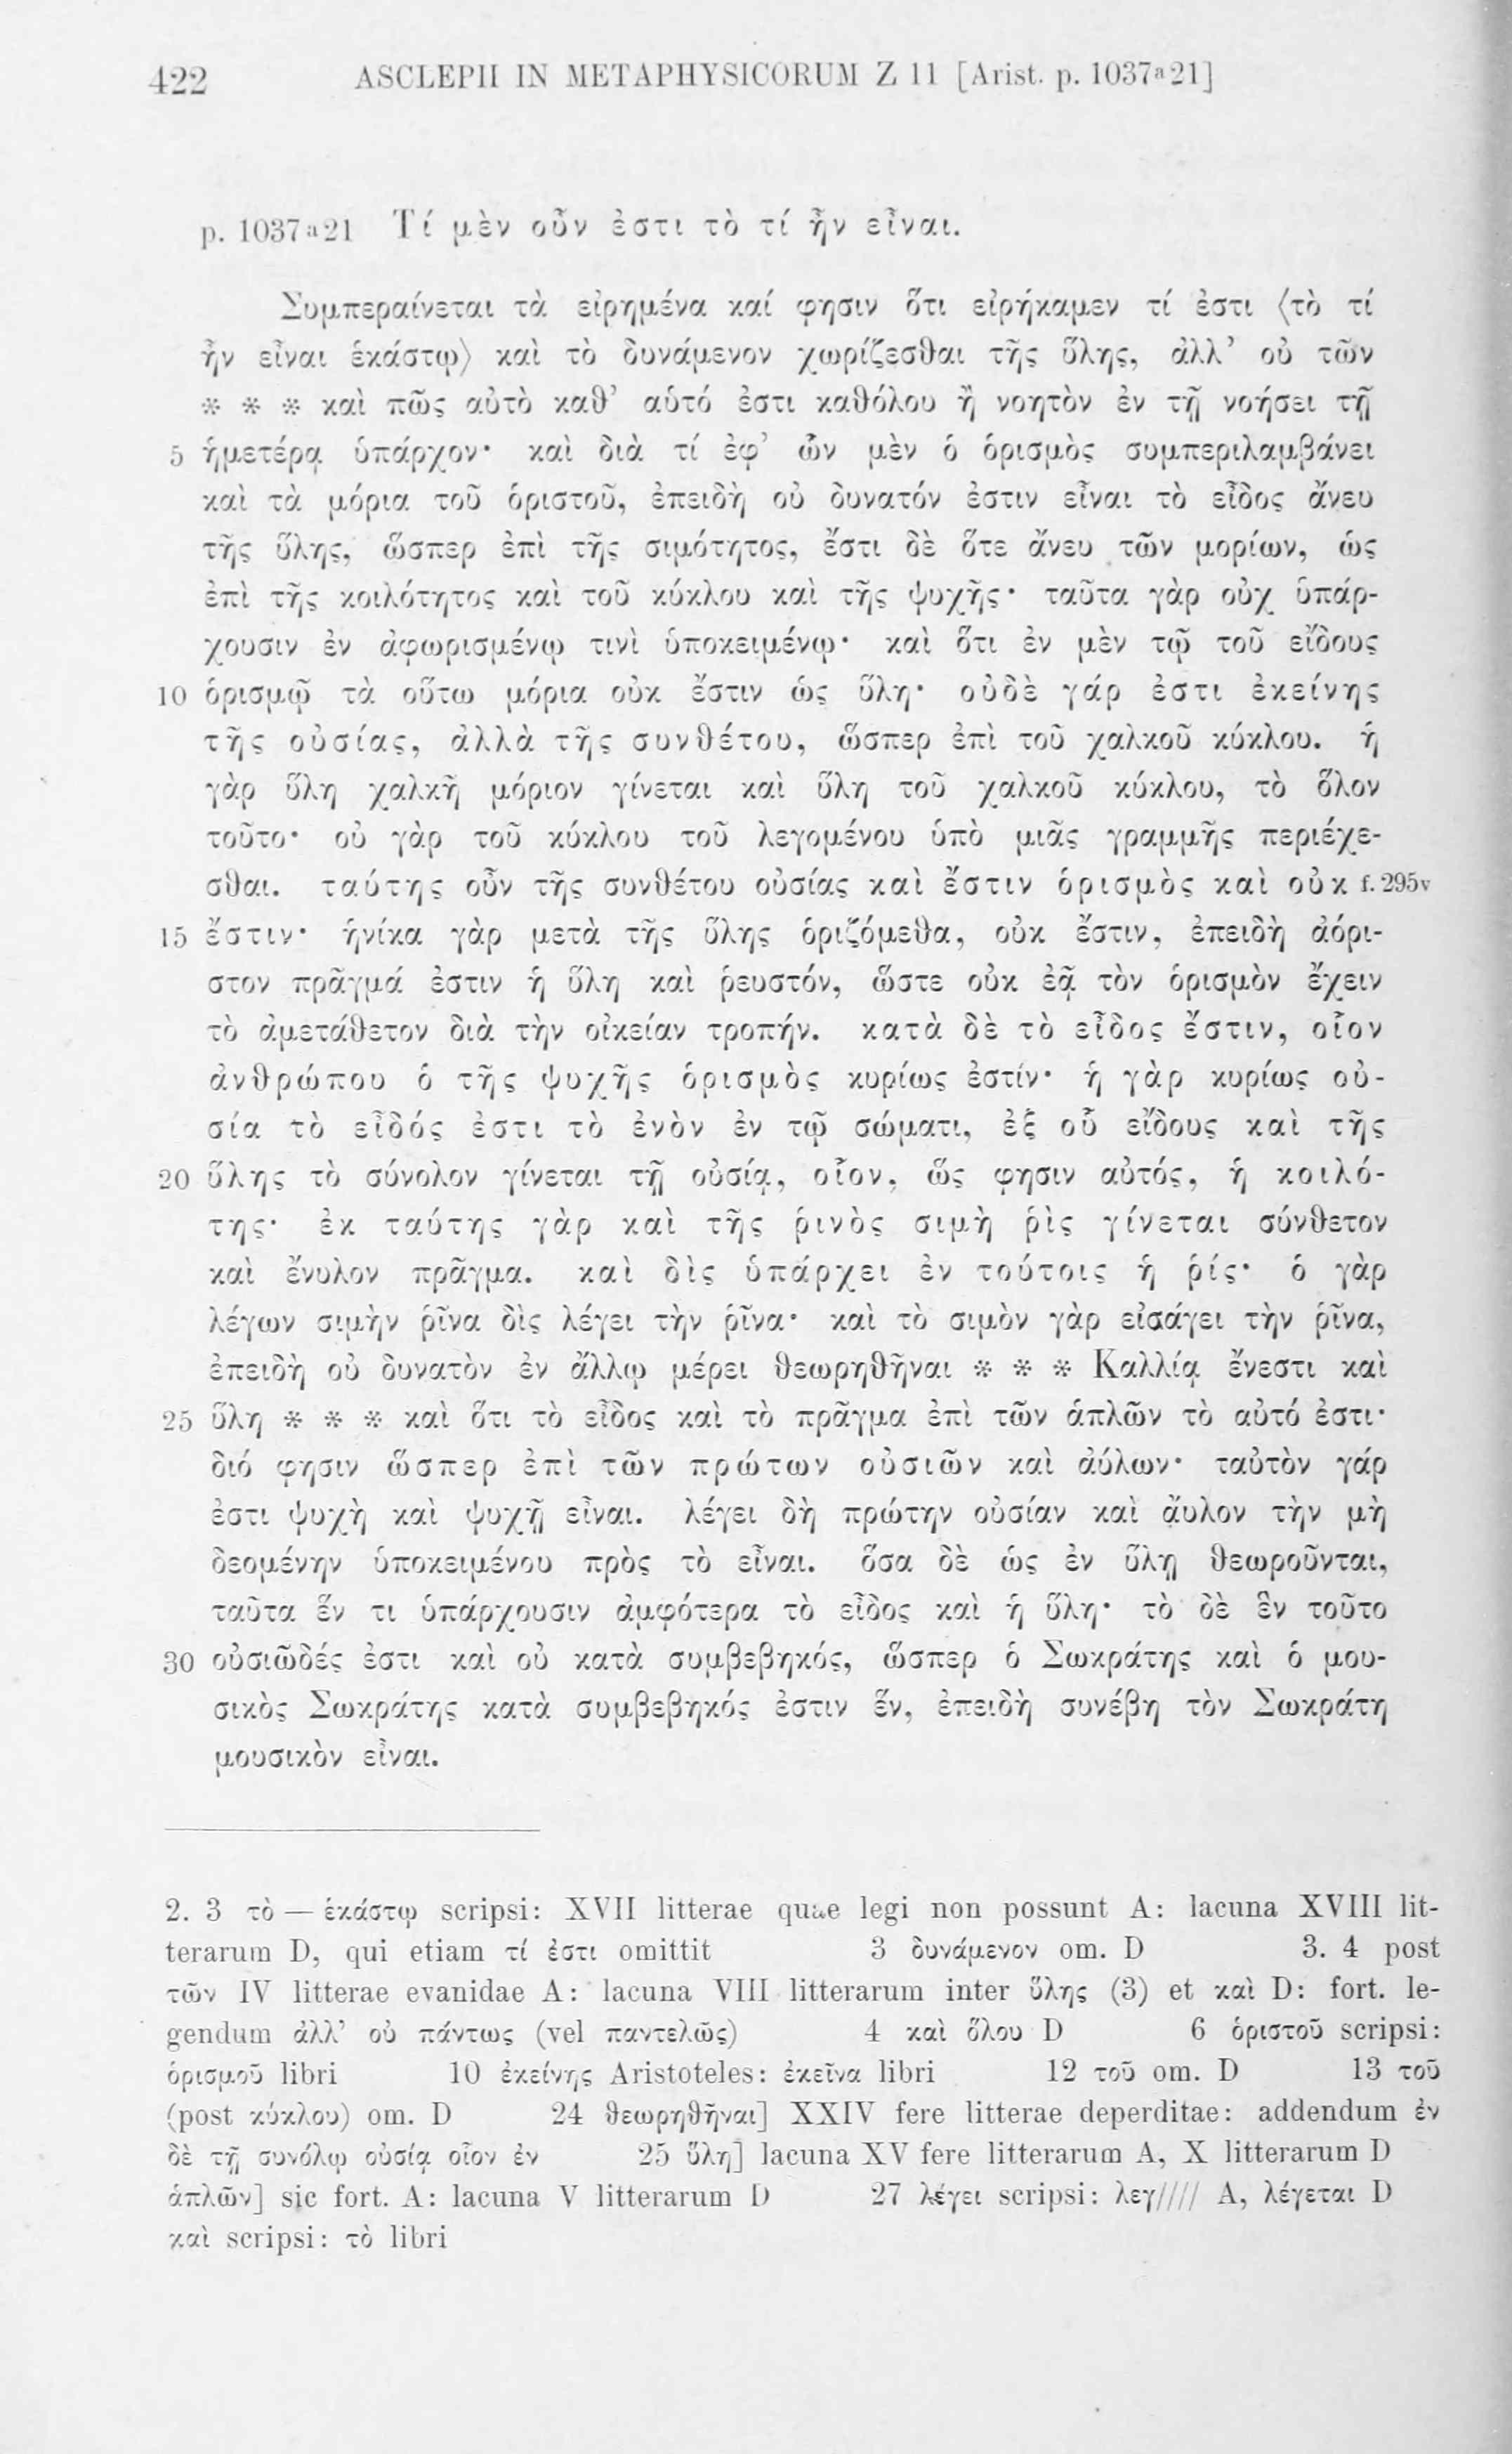 422 ASCLEPII IN METAPHYSICORUM Z 11 [Arist. p. 1037a21]
p. 1037a21 Τί μὲν οὖν ἐστι τὸ τί ἦν εἶναι.
Συμπεραίνεται τὰ εἰρημένα καί φησιν ὅτι εἰρήκαμεν τί ἐστι ⟨τὸ τί
ἦν εἶναι ἑκάστῳ⟩ καὶ τὸ δυνάμενον χωρίζεσθαι τῆς ὕλης, ἀλλ’ οὐ τῶν
* * * καὶ πῶς αὐτὸ καθ’ αὑτό ἐστι καθόλου ἢ νοητὸν ἐν τῇ νοήσει τῇ
5 ἡμετέρᾳ ὑπάρχον· καὶ διὰ τί ἐφ’ ὧν μὲν ὁ ὁρισμὸς συμπεριλαμβάνει
καὶ τὰ μόρια τοῦ ὁριστοῦ, ἐπειδὴ οὐ δυνατόν ἐστιν εἶναι τὸ εἶδος ἄνευ
τῆς ὕλης, ὥσπερ ἐπὶ τῆς σιμότητος, ἔστι δὲ ὅτε ἄνευ τῶν μορίων, ὡς
ἐπὶ τῆς κοιλότητος καὶ τοῦ κύκλου καὶ τῆς ψυχῆς· ταῦτα γὰρ οὐχ ὑπάρ-
χουσιν ἐν ἀφωρισμένῳ τινὶ ὑποκειμένῳ· καὶ ὅτι ἐν μὲν τῷ τοῦ εἴδους
10 ὁρισμῷ τὰ οὕτω μόρια οὐκ ἔστιν ὡς ὕλη· οὐδὲ γάρ ἐστι ἐκείνης
τῆς οὐσίας, ἀλλὰ τῆς συνθέτου, ὥσπερ ἐπὶ τοῦ χαλκοῦ κύκλου. ἡ
γὰρ ὕλη χαλκῆ μόριον γίνεται καὶ ὕλη τοῦ χαλκοῦ κύκλου, τὸ ὅλον
τοῦτο· οὐ γὰρ τοῦ κύκλου τοῦ λεγομένου ὑπὸ μιᾶς γραμμῆς περιέχε-
σθαι. ταύτης οὖν τῆς συνθέτου οὐσίας καὶ ἔστιν ὁρισμὸς καὶ οὐκ f. 295v
15 ἔστιν· ἡνίκα γὰρ μετὰ τῆς ὕλης ὁριζόμεθα, οὐκ ἔστιν, ἐπειδὴ ἀόρι-
στον πρᾶγμά ἐστιν ἡ ὕλη καὶ ῥευστόν, ὥστε οὐκ ἐᾷ τὸν ὁρισμὸν ἔχειν
τὸ ἀμετάθετον διὰ τὴν οἰκείαν τροπήν. κατὰ δὲ τὸ εἶδος ἔστιν, οἷον
ἀνθρώπου ὁ τῆς ψυχῆς ὁρισμὸς κυρίως ἐστίν· ἡ γὰρ κυρίως οὐ-
σία τὸ εἶδός ἐστι τὸ ἐνὸν ἐν τῷ σώματι, ἐξ οὗ εἴδους καὶ τῆς
20 ὕλης τὸ σύνολον γίνεται τῇ οὐσίᾳ, οἷον, ὥς φησιν αὐτός, ἡ κοιλό-
της· ἐκ ταύτης γὰρ καὶ τῆς ῥινὸς σιμὴ ῥὶς γίνεται σύνθετον
καὶ ἔνυλον πρᾶγμα. καὶ δὶς ὑπάρχει ἐν τούτοις ἡ ῥίς· ὁ γὰρ
λέγων σιμὴν ῥῖνα δὶς λέγει τὴν ῥῖνα· καὶ τὸ σιμὸν γὰρ εἰσάγει τὴν ῥῖνα,
ἐπειδὴ οὐ δυνατὸν ἐν ἄλλῳ μέρει θεωρηθῆναι * * * Καλλίᾳ ἔνεστι καὶ
25 ὕλη * * * καὶ ὅτι τὸ εἶδος καὶ τὸ πρᾶγμα ἐπὶ τῶν ἁπλῶν τὸ αὐτό ἐστι·
διό φησιν ὥσπερ ἐπὶ τῶν πρώτων οὐσιῶν καὶ ἀύλων· ταὐτὸν γάρ
ἐστι ψυχὴ καὶ ψυχῇ εἶναι. λέγει δὴ πρώτην οὐσίαν καὶ ἄυλον τὴν μὴ
δεομένην ὑποκειμένου πρὸς τὸ εἶναι. ὅσα δὲ ὡς ἐν ὕλῃ θεωροῦνται,
ταῦτα ἕν τι ὑπάρχουσιν ἀμφότερα τὸ εἶδος καὶ ἡ ὕλη· τὸ δὲ ἓν τοῦτο
30 οὐσιῶδές ἐστι καὶ οὐ κατὰ συμβεβηκός, ὥσπερ ὁ Σωκράτης καὶ ὁ μου-
σικὸς Σωκράτης κατὰ συμβεβηκός ἐστιν ἕν, ἐπειδὴ συνέβη τὸν Σωκράτη
μουσικὸν εἶναι.
2. 3 τὸ — ἑκάστῳ scripsi: XVII litterae quae legi non possunt A: lacuna XVIII lit-
terarum D, qui etiam τί ἐστι omittit 3 δυνάμενον om. D 3. 4 post
τῶν IV litterae evanidae A: lacuna VIII litterarum inter ὕλης (3) et καὶ D: fort. le-
gendum ἀλλ’ οὐ πάντως (vel παντελῶς) 4 καὶ ὅλου D 6 ὁριστοῦ scripsi:
ὁρισμοῦ libri 10 ἐκείνης Aristoteles: ἐκεῖνα libri 12 τοῦ om. D 13 τοῦ
(post κύκλου) om. D 24 θεωρηθῆναι] XXIV fere litterae deperditae: addendum ἐν
δὲ τῇ συνόλῳ οὐσίᾳ οἷον ἐν 25 ὕλη] lacuna XV fere litterarum A, X litterarum D
ἁπλῶν] sic fort. A: lacuna V litterarum D 27 λέγει scripsi: λεγ//// A, λέγεται D
καὶ scripsi: τὸ libri